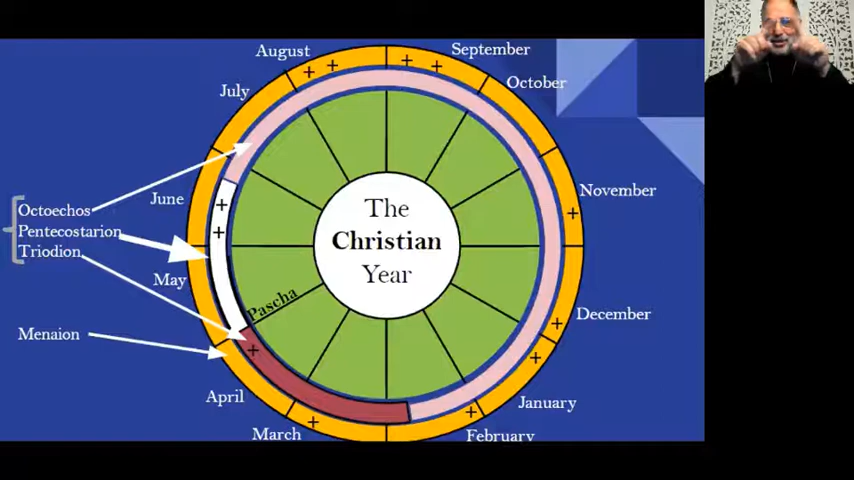 August
September
July
October
Octoechos
Pentecostarion
Triodion
June
November
The
Christian
Year
May
Pascha
Menaion
December
April
January
March
February